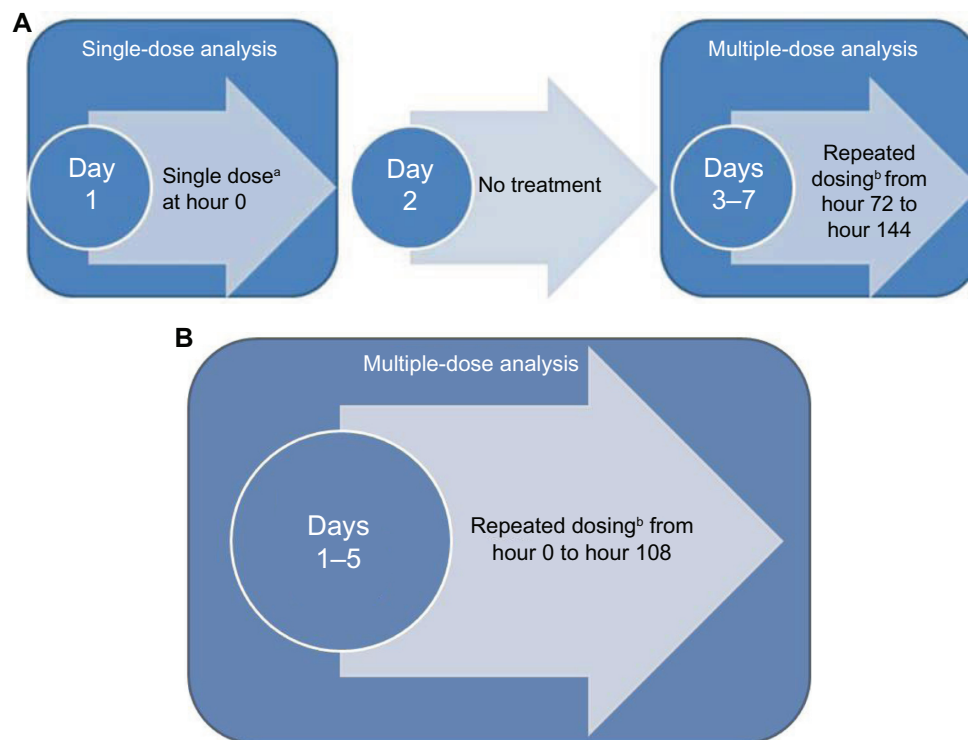 A
Single-dose analysis
Day
1
Single doseᵃ
at hour 0
Day
2
No treatment
Multiple-dose analysis
Days
3–7
Repeated
dosingᵇ from
hour 72 to
hour 144
B
Multiple-dose analysis
Days
1–5
Repeated dosingᵇ from
hour 0 to hour 108